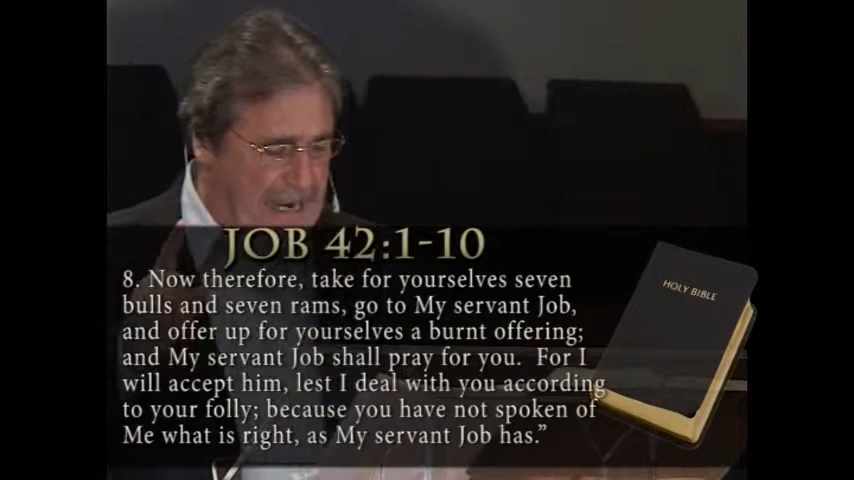 JOB 42:1-10
8. Now therefore, take for yourselves seven
bulls and seven rams, go to My servant Job,
and offer up for yourselves a burnt offering;
and My servant Job shall pray for you.  For I
will accept him, lest I deal with you according
to your folly; because you have not spoken of
Me what is right, as My servant Job has.”
HOLY BIBLE